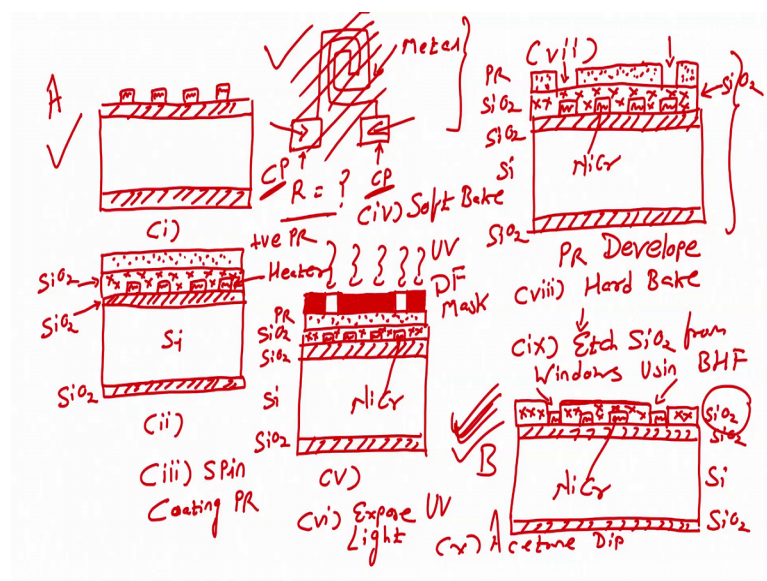 A
(i)
Metal
CP
CP
R = ?
(iv) Soft Bake
(vii)
PR
SiO2
SiO2
SiO2
Si
NiCr
SiO2
PR Develope
(viii) Hard Bake
SiO2
Heater
SiO2
Si
SiO2
(ii)
(iii) Spin
Coating PR
+ve PR
UV
DF
Mask
PR
SiO2
SiO2
Si
NiCr
SiO2
(v)
(vi) Expose UV
Light
(ix) Etch SiO2 from
Windows Usin BHF
B
SiO2
SiO2
Si
NiCr
SiO2
(x) Acetone Dip